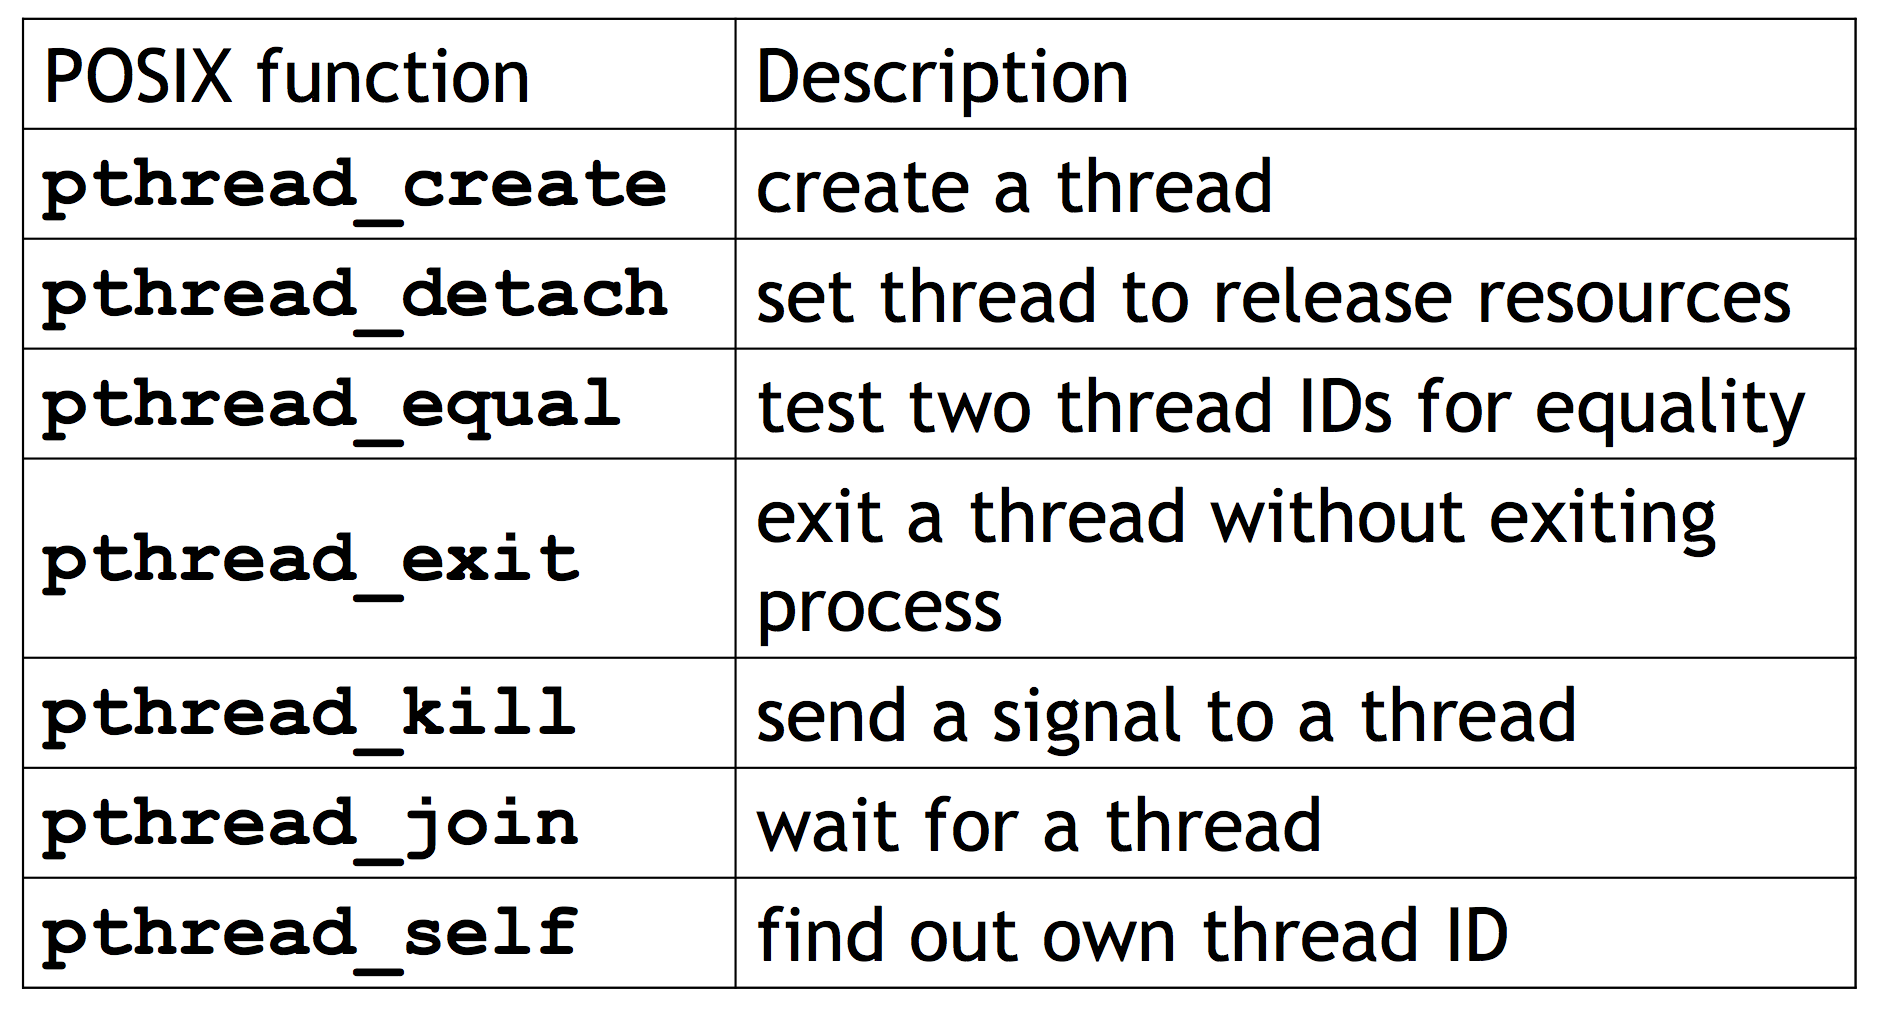 POSIX function Description
pthread_create create a thread
pthread_detach set thread to release resources
pthread_equal test two thread IDs for equality
pthread_exit exit a thread without exiting
process
pthread_kill send a signal to a thread
pthread_join wait for a thread
pthread_self find out own thread ID